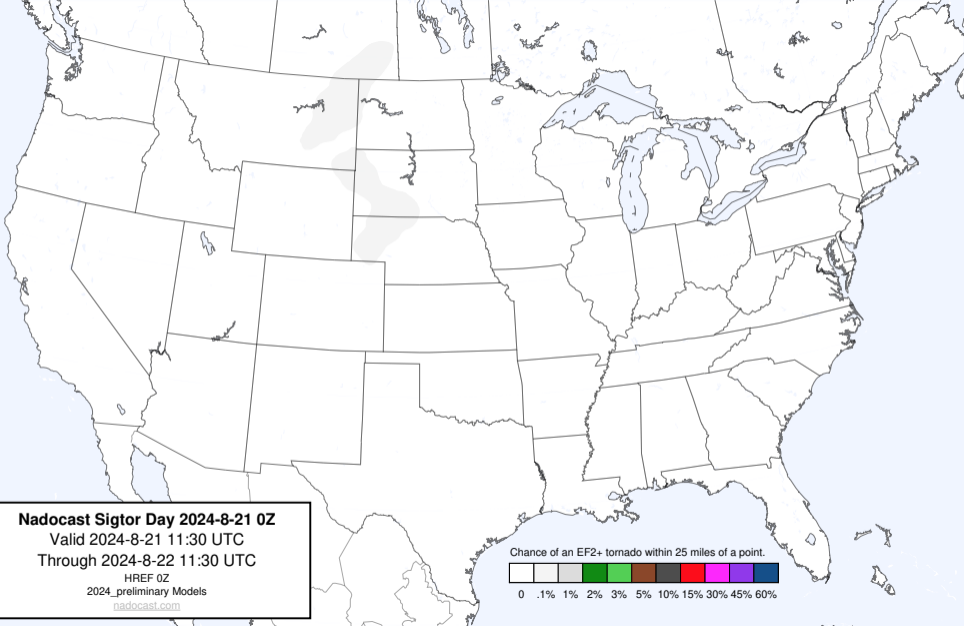 Nadocast Sigtor Day 2024-8-21 0Z
Valid 2024-8-21 11:30 UTC
Through 2024-8-22 11:30 UTC
HREF 0Z
2024_preliminary Models
nadocast.com
Chance of an EF2+ tornado within 25 miles of a point.
0 .1% 1% 2% 3% 5% 10% 15% 30% 45% 60%